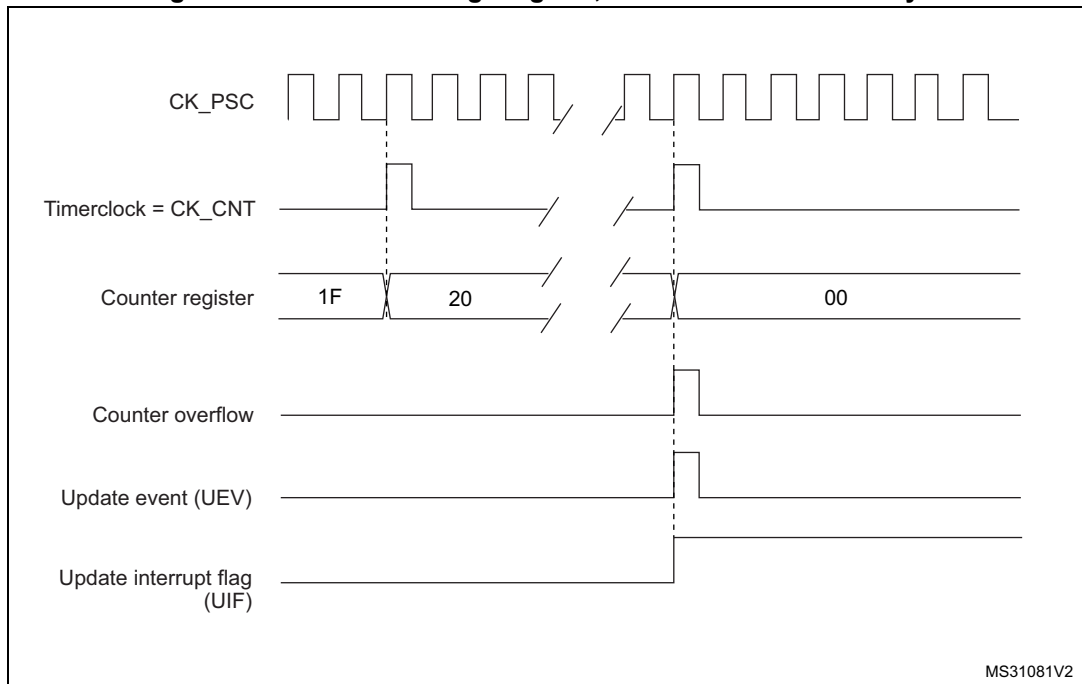 CK_PSC
Timerclock = CK_CNT
Counter register
1F
20
00
Counter overflow
Update event (UEV)
Update interrupt flag
(UIF)
MS31081V2